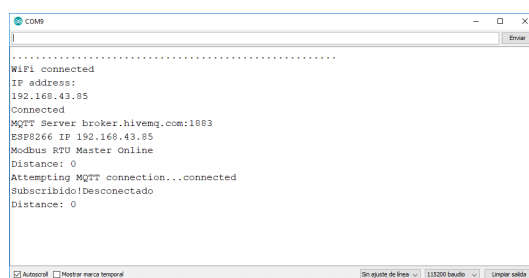 COM9
Enviar
.......................................................
WiFi connected
IP address:
192.168.43.85
Connected
MQTT Server broker.hivemq.com:1883
ESP8266 IP 192.168.43.85
Modbus RTU Master Online
Distance: 0
Attempting MQTT connection...connected
Subscribido!Desconectado
Distance: 0
Autoscroll Mostrar marca temporal Sin ajuste de línea 115200 baudio Limpiar salida